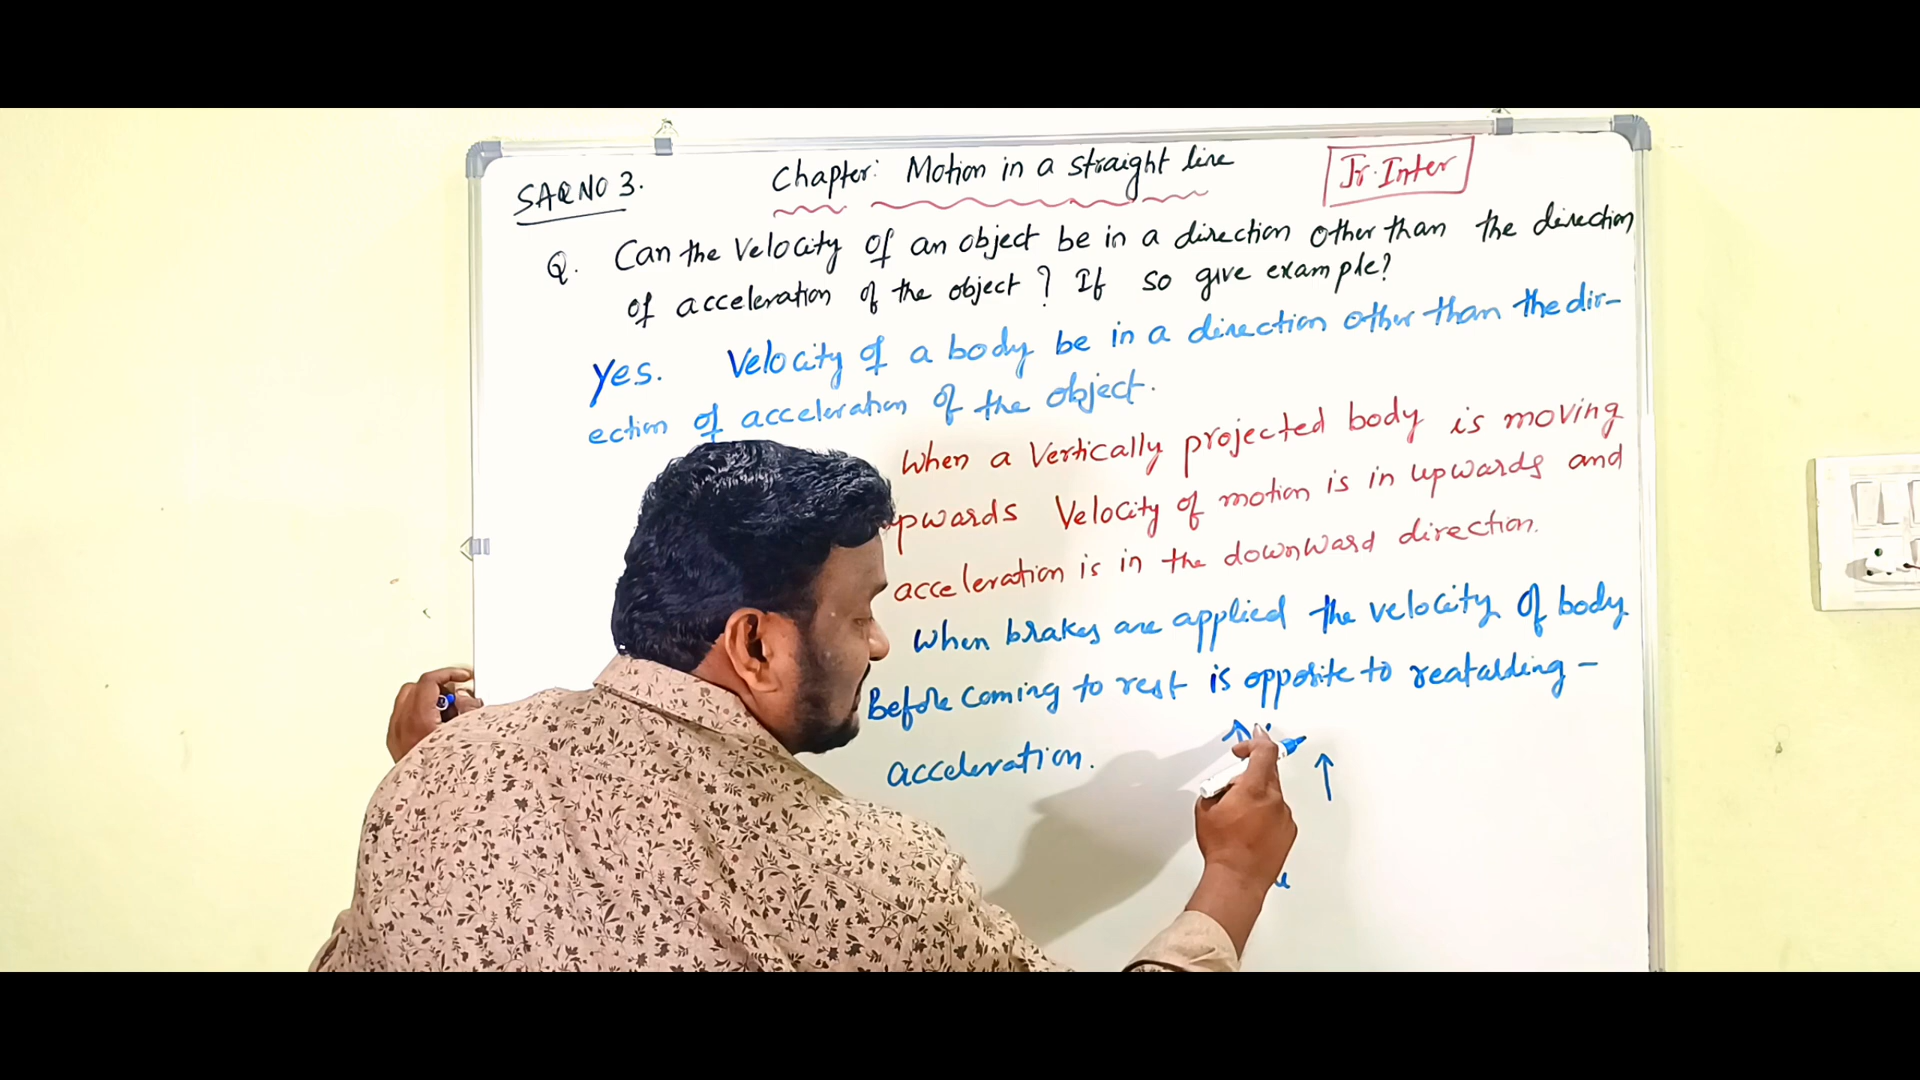 SAQ NO 3.
Chapter: Motion in a straight line
Jr. Inter
Q. Can the Velocity of an object be in a direction other than the direction
of acceleration of the object? If so give example?
Yes. Velocity of a body be in a direction other than the dir-
ection of acceleration of the object.
When a Vertically projected body is moving
upwards Velocity of motion is in upwards and
acceleration is in the downward direction.
When brakes are applied the velocity of body
Before coming to rest is opposite to reatarding-
acceleration.
u